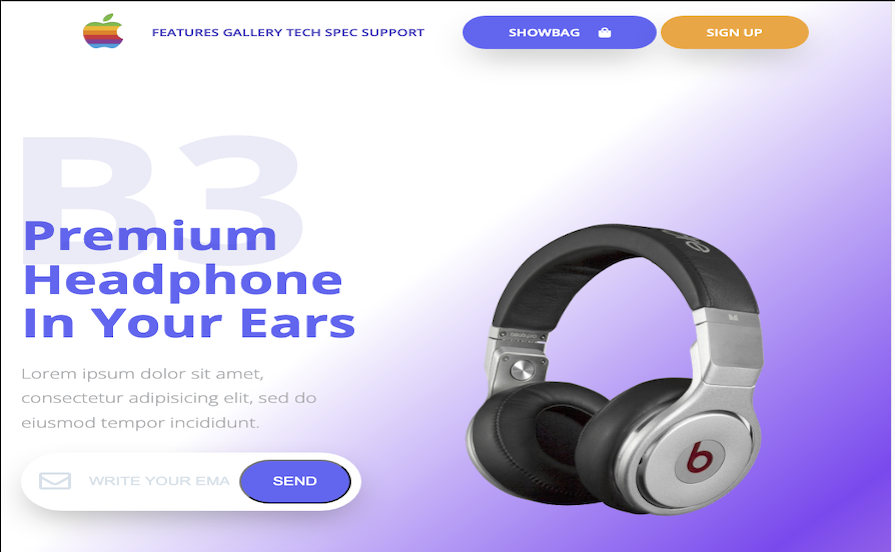 FEATURES GALLERY TECH SPEC SUPPORT
SHOWBAG
SIGN UP
B3
Premium
Headphone
In Your Ears
Lorem ipsum dolor sit amet,
consectetur adipisicing elit, sed do
eiusmod tempor incididunt.
WRITE YOUR EMA
SEND
b